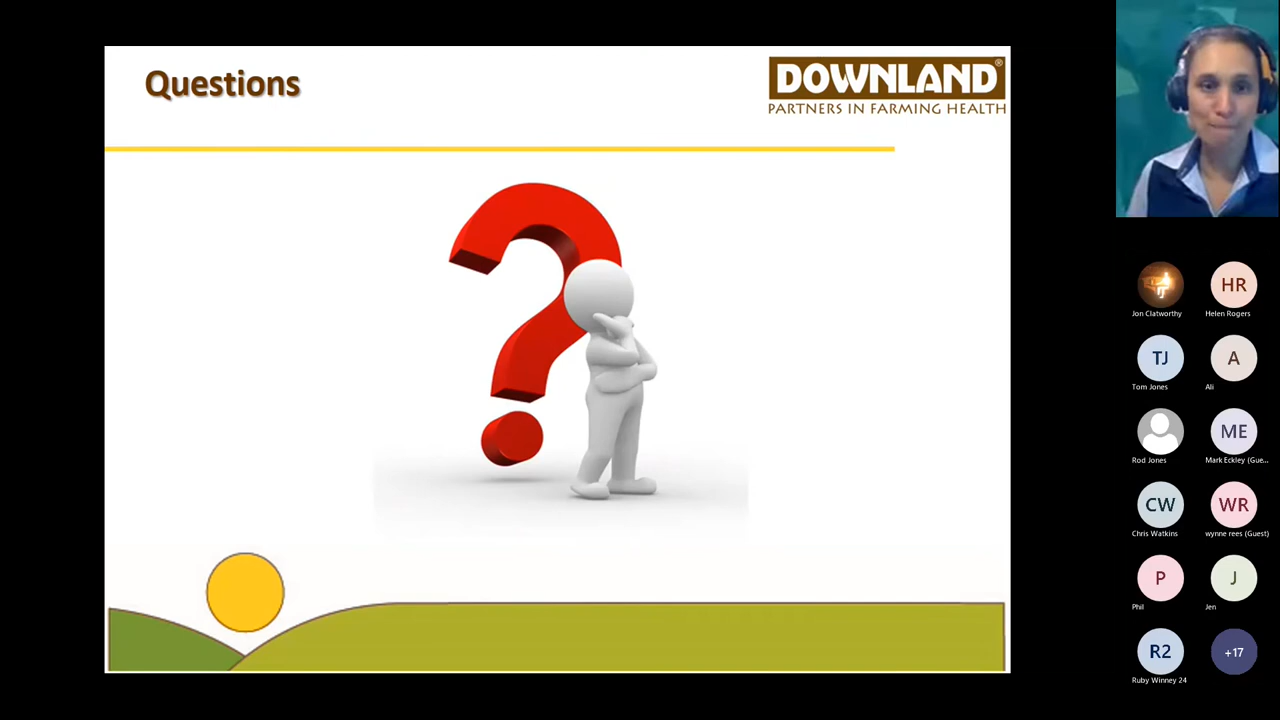 Questions
DOWNLAND®
PARTNERS IN FARMING HEALTH
Jon Clatworthy
HR
Helen Rogers
TJ
Tom Jones
A
Ali
Rod Jones
ME
Mark Eckley (Gue...
CW
Chris Watkins
WR
wynne rees (Guest)
P
Phil
J
Jen
R2
Ruby Winney 24
+17